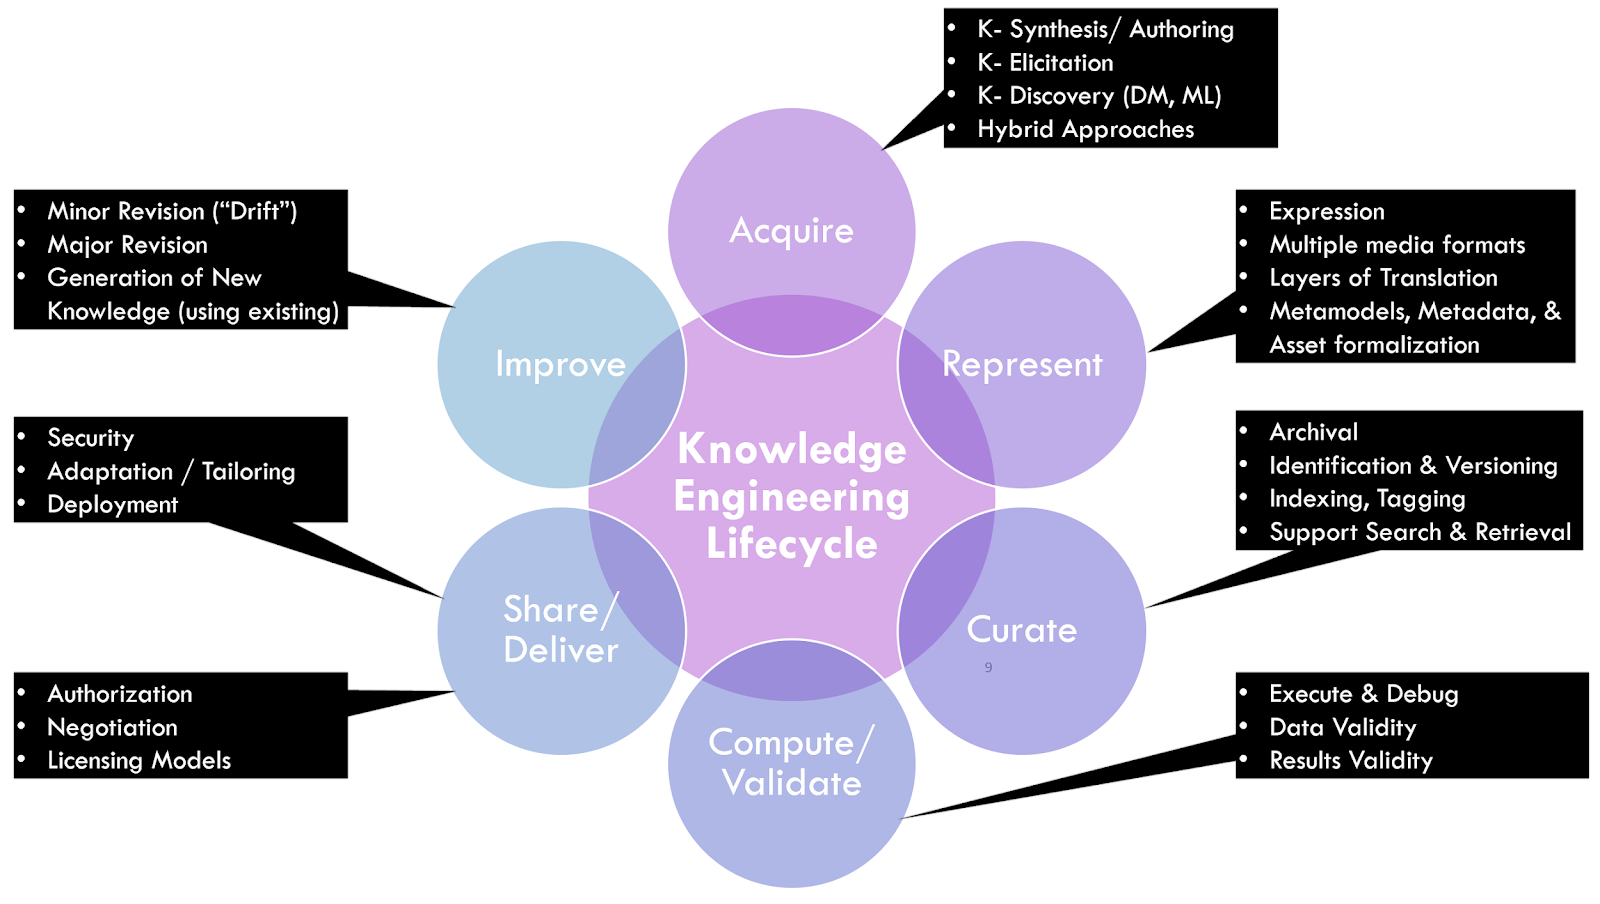 • K- Synthesis/ Authoring
• K- Elicitation
• K- Discovery (DM, ML)
• Hybrid Approaches
Acquire
• Expression
• Multiple media formats
• Layers of Translation
• Metamodels, Metadata, &
Asset formalization
Represent
• Archival
• Identification & Versioning
• Indexing, Tagging
• Support Search & Retrieval
Curate
9
• Execute & Debug
• Data Validity
• Results Validity
Compute/
Validate
• Authorization
• Negotiation
• Licensing Models
• Security
• Adaptation / Tailoring
• Deployment
Share/
Deliver
• Minor Revision (“Drift”)
• Major Revision
• Generation of New
Knowledge (using existing)
Improve
Knowledge
Engineering
Lifecycle